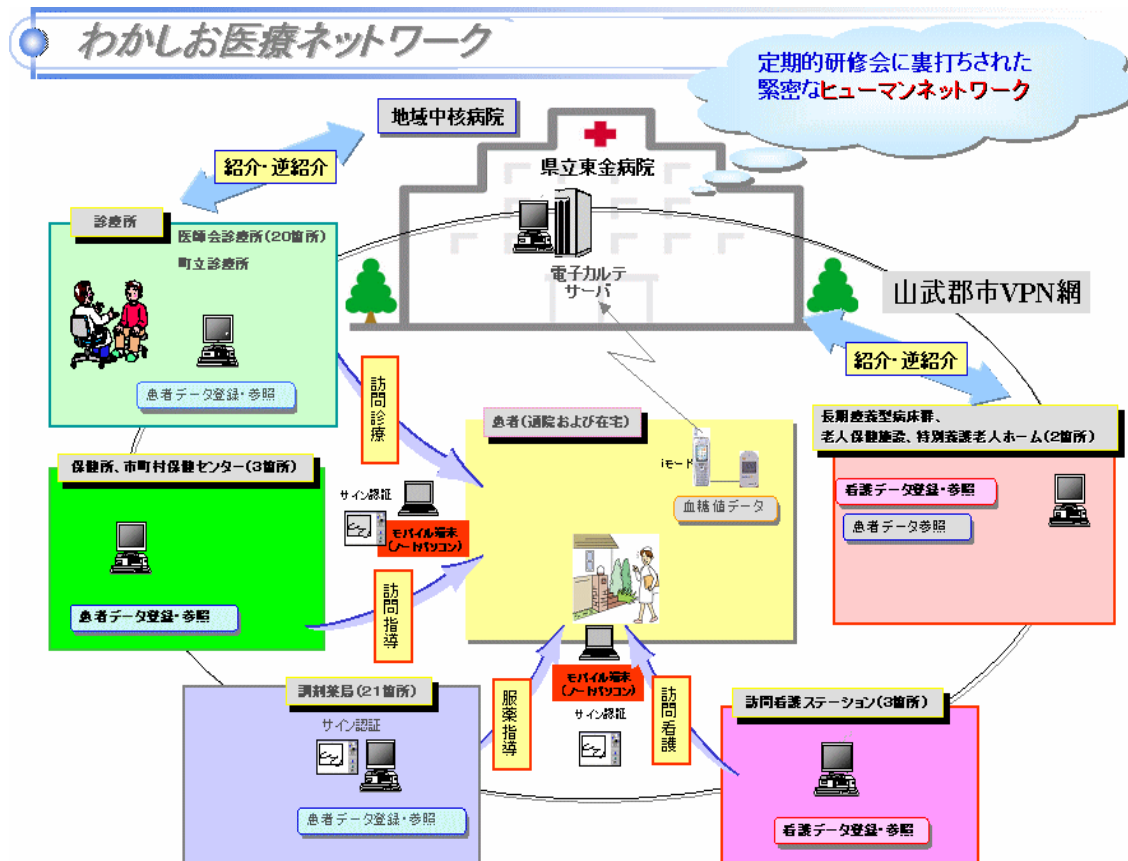 わかしお医療ネットワーク
定期的研修会に裏打ちされた
緊密なヒューマンネットワーク
地域中核病院
紹介・逆紹介
県立東金病院
診療所
医師会診療所(20箇所)
町立診療所
電子カルテ
サーバ
山武郡市VPN網
紹介・逆紹介
患者データ登録・参照
訪問診療
患者(通院および在宅)
iモード
血糖値データ
長期療養型病床群、
老人保健施設、特別養護老人ホーム(2箇所)
看護データ登録・参照
患者データ参照
保健所、市町村保健センター(3箇所)
サイン認証
モバイル端末
(ノートパソコン)
患者データ登録・参照
訪問指導
モバイル端末
(ノートパソコン)
サイン認証
調剤薬局(21箇所)
サイン認証
服薬指導
訪問看護
訪問看護ステーション(3箇所)
患者データ登録・参照
看護データ登録・参照